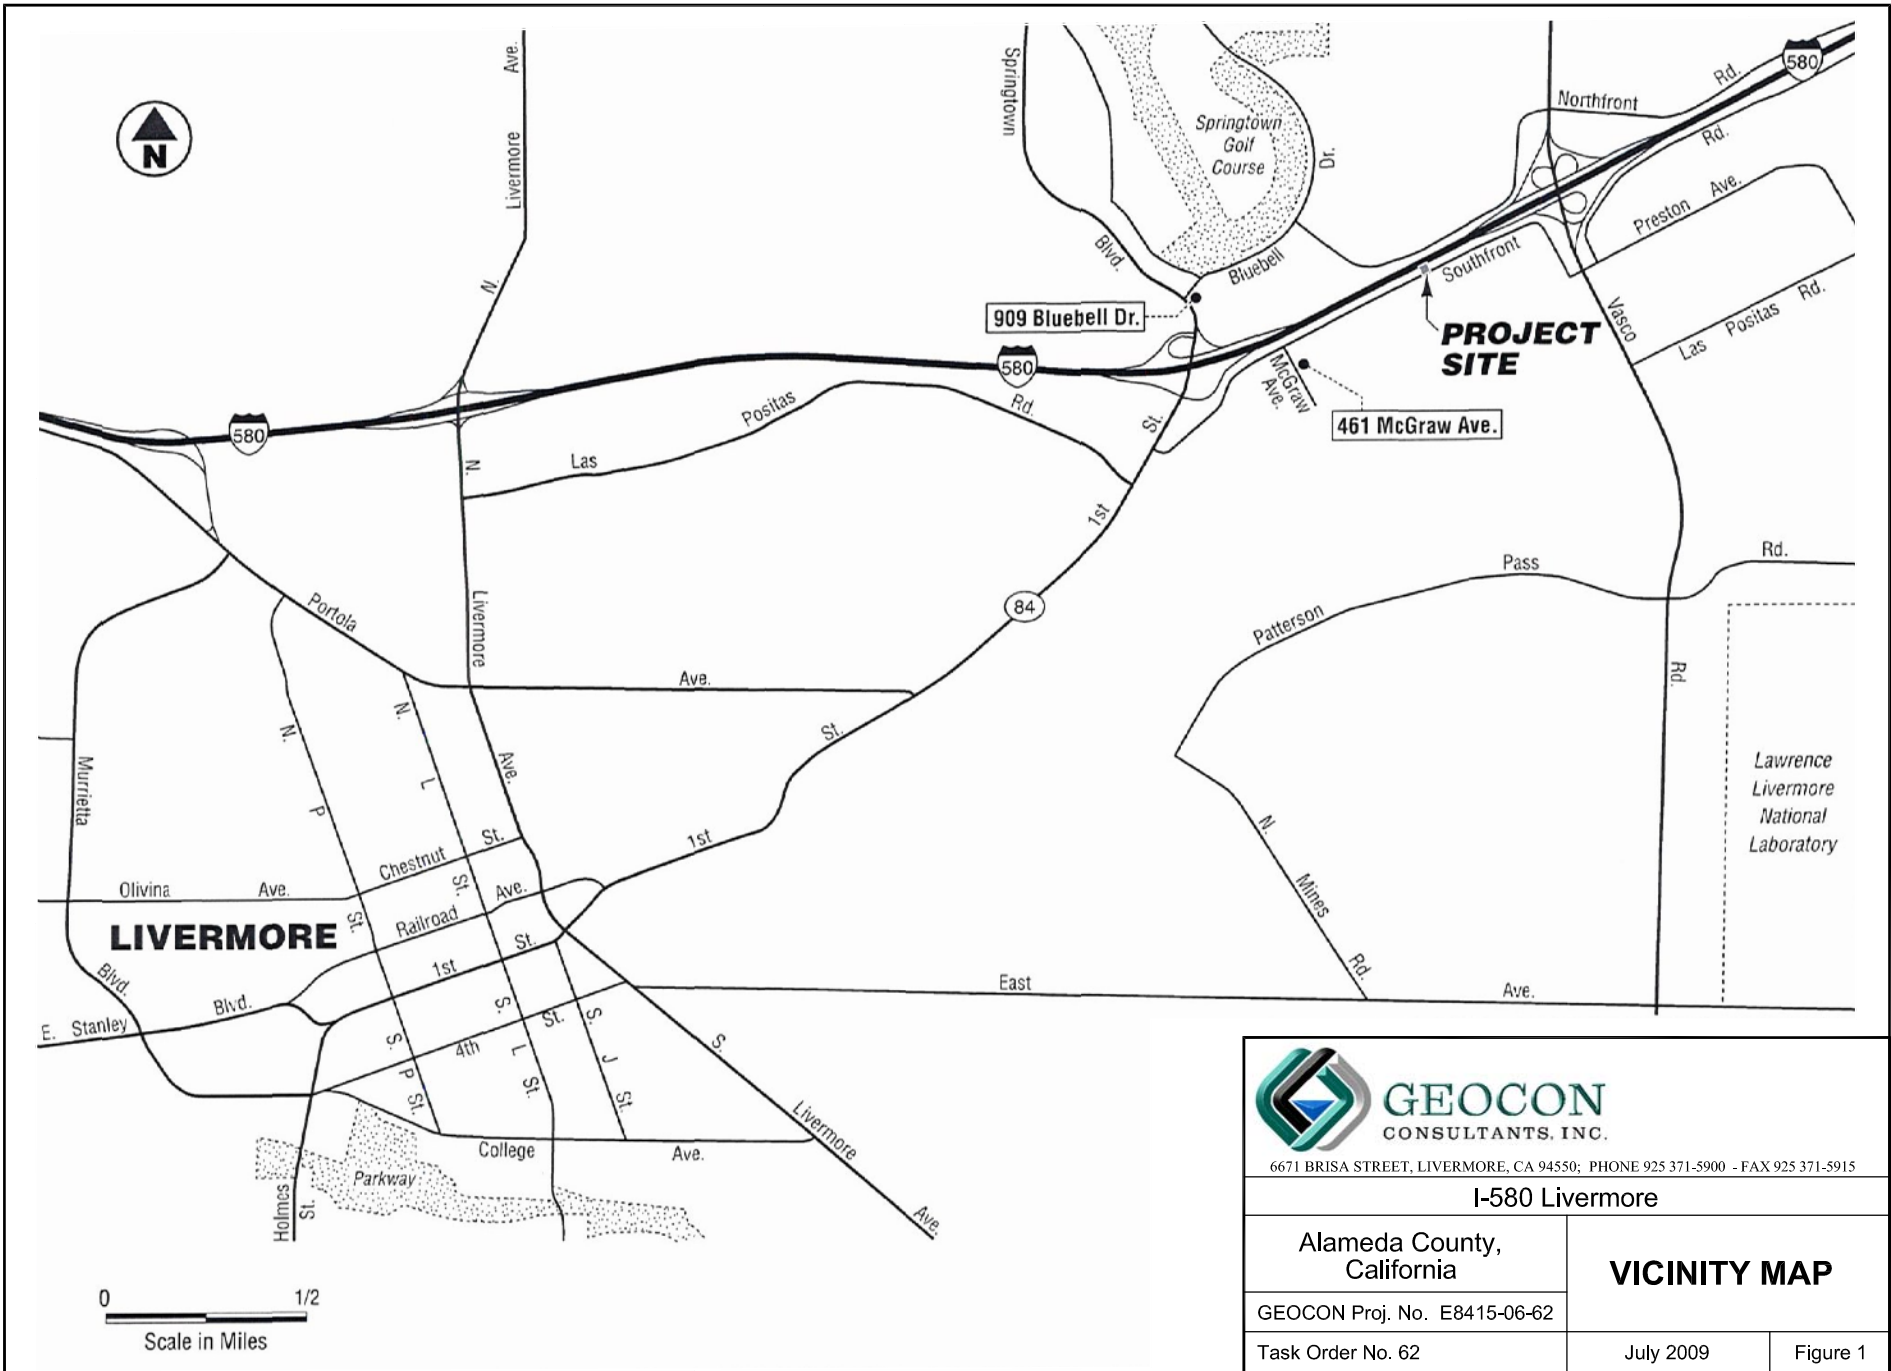 N
Livermore
Ave.
N.
Springtown
Blvd.
Springtown
Golf
Course
Dr.
Bluebell
Northfront
Rd.
580
Rd.
Preston Ave.
Southfront
Las Positas Rd.
Vasco
Rd.
909 Bluebell Dr.
PROJECT
SITE
McGraw
Ave.
461 McGraw Ave.
580
580
Las Positas Rd.
N.
Livermore
Ave.
1st St.
84
Portola
Ave.
Patterson
Pass
Rd.
Lawrence
Livermore
National
Laboratory
Murrietta
Blvd.
N. P St.
N. L St.
Chestnut St.
Olivina Ave.
Railroad Ave.
1st St.
1st St.
LIVERMORE
E. Stanley Blvd.
4th St.
S. P St.
S. L St.
S. J St.
S. Livermore Ave.
East Ave.
N. Mines Rd.
College Ave.
Parkway
Holmes
St.
0 1/2
Scale in Miles
GEOCON
CONSULTANTS, INC.
6671 BRISA STREET, LIVERMORE, CA 94550; PHONE 925 371-5900 - FAX 925 371-5915
I-580 Livermore
Alameda County,
California
VICINITY MAP
GEOCON Proj. No. E8415-06-62
Task Order No. 62
July 2009
Figure 1